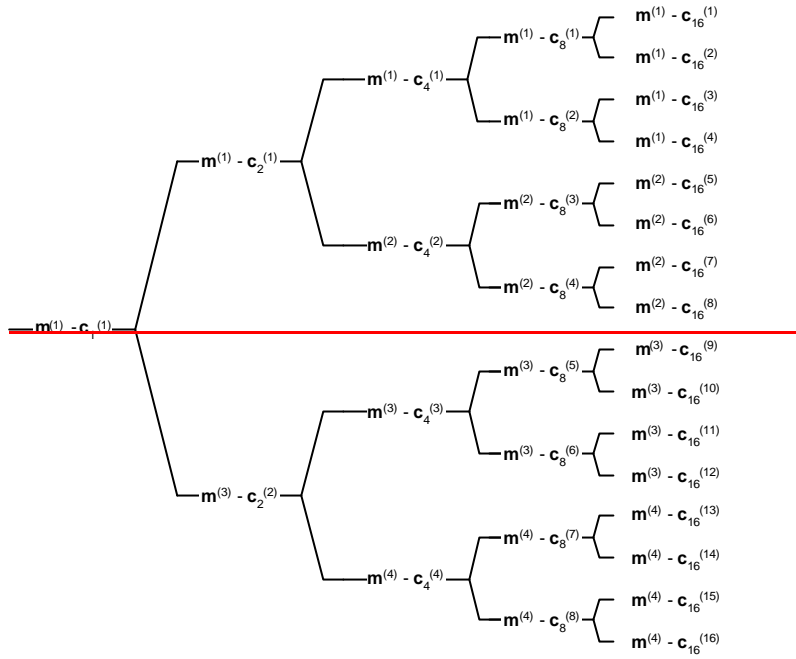 m(1) - c16(1)
m(1) - c8(1)
m(1) - c16(2)
m(1) - c4(1)
m(1) - c16(3)
m(1) - c8(2)
m(1) - c16(4)
m(1) - c2(1)
m(2) - c16(5)
m(2) - c8(3)
m(2) - c16(6)
m(2) - c4(2)
m(2) - c16(7)
m(2) - c8(4)
m(2) - c16(8)
m(1) - c1(1)
m(3) - c16(9)
m(3) - c8(5)
m(3) - c16(10)
m(3) - c4(3)
m(3) - c16(11)
m(3) - c8(6)
m(3) - c16(12)
m(3) - c2(2)
m(4) - c16(13)
m(4) - c8(7)
m(4) - c16(14)
m(4) - c4(4)
m(4) - c16(15)
m(4) - c8(8)
m(4) - c16(16)